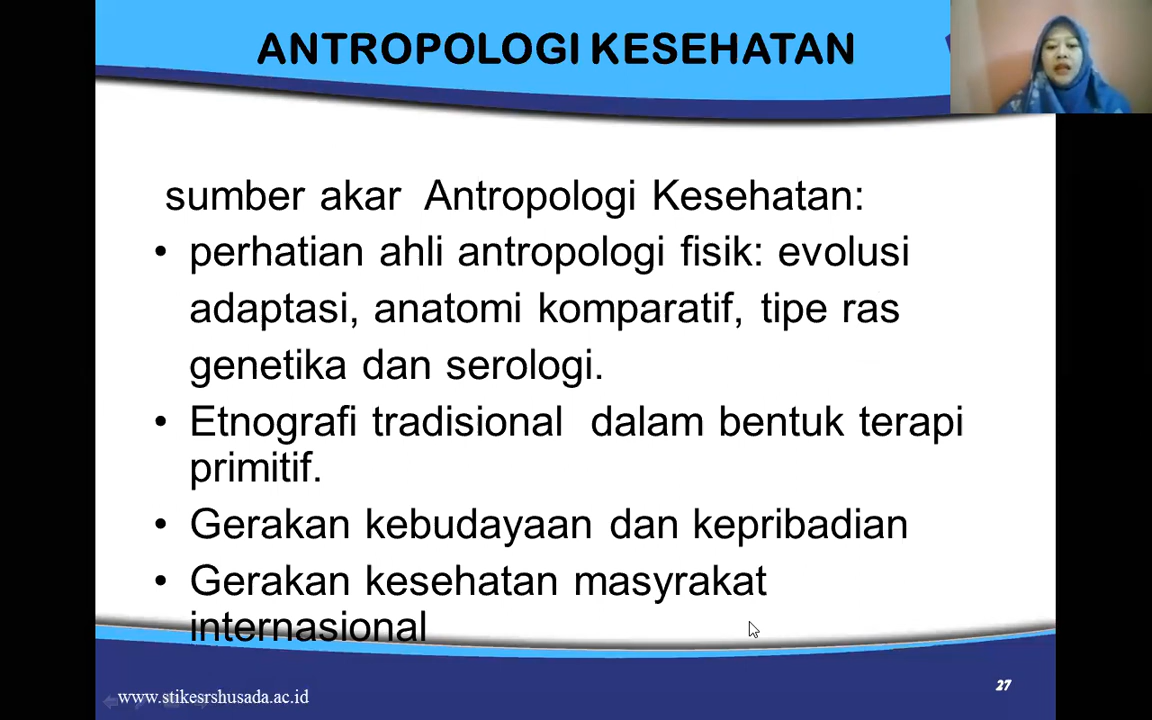 ANTROPOLOGI KESEHATAN
sumber akar Antropologi Kesehatan:
• perhatian ahli antropologi fisik: evolusi
adaptasi, anatomi komparatif, tipe ras
genetika dan serologi.
• Etnografi tradisional dalam bentuk terapi
primitif.
• Gerakan kebudayaan dan kepribadian
• Gerakan kesehatan masyrakat
internasional
www.stikesrshusada.ac.id
27